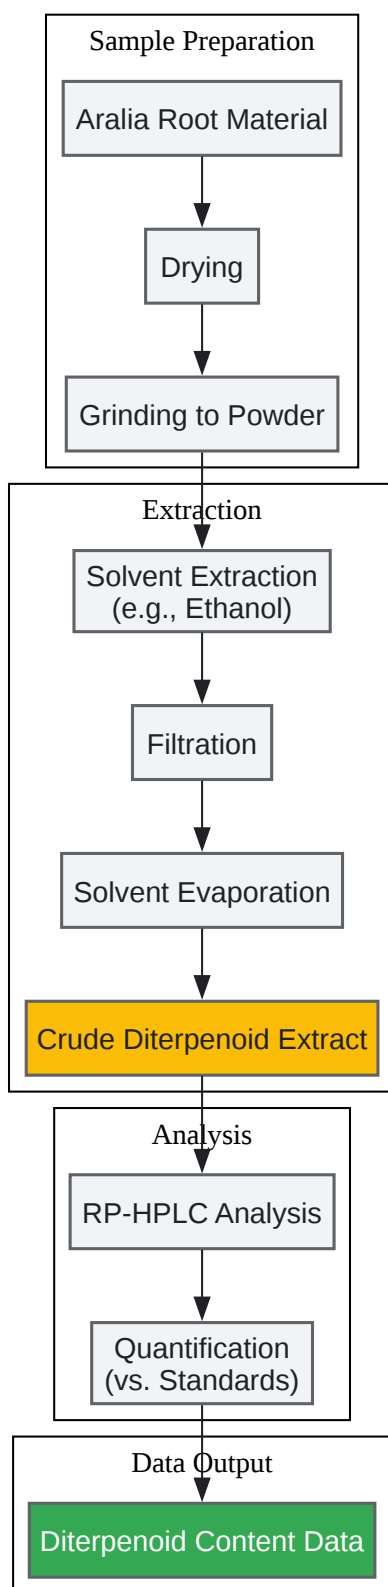 Sample Preparation
Aralia Root Material
Drying
Grinding to Powder
Extraction
Solvent Extraction
(e.g., Ethanol)
Filtration
Solvent Evaporation
Crude Diterpenoid Extract
Analysis
RP-HPLC Analysis
Quantification
(vs. Standards)
Data Output
Diterpenoid Content Data